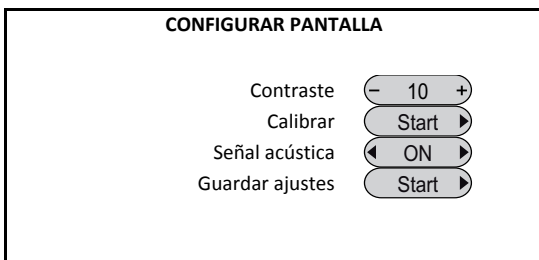 CONFIGURAR PANTALLA
Contraste − 10 +
Calibrar Start
Señal acústica ON
Guardar ajustes Start